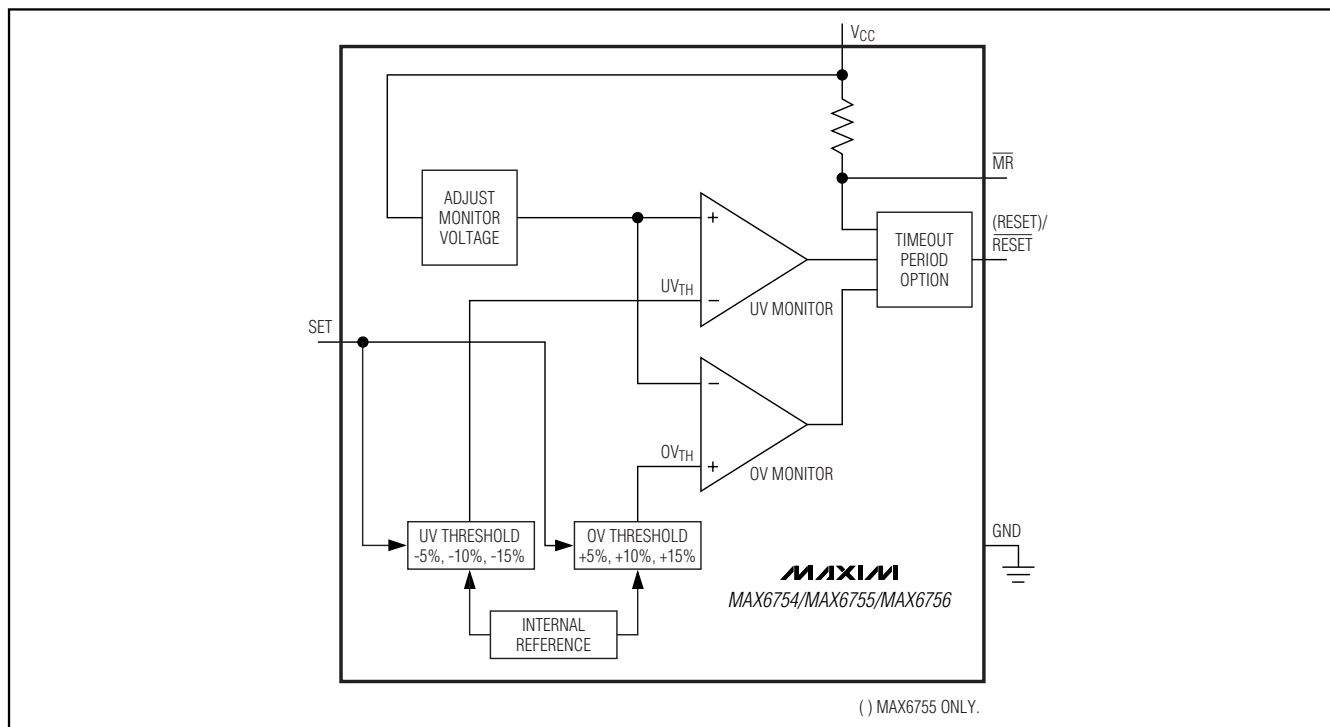 VCC
MR
ADJUST
MONITOR
VOLTAGE
+
(RESET)/
RESET
TIMEOUT
PERIOD
OPTION
UVTH
−
UV MONITOR
SET
−
OVTH
+
OV MONITOR
UV THRESHOLD
-5%, -10%, -15%
OV THRESHOLD
+5%, +10%, +15%
GND
MAXIM
MAX6754/MAX6755/MAX6756
INTERNAL
REFERENCE
( ) MAX6755 ONLY.